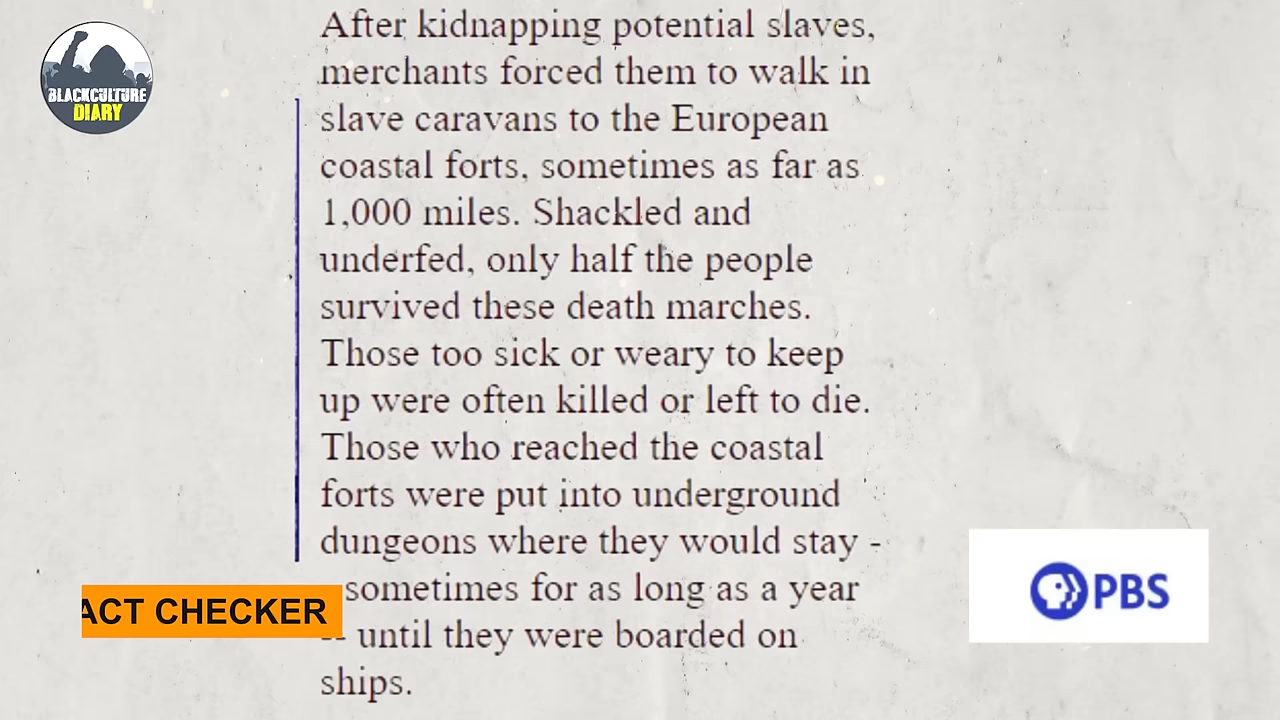 After kidnapping potential slaves,
merchants forced them to walk in
slave caravans to the European
coastal forts, sometimes as far as
1,000 miles. Shackled and
underfed, only half the people
survived these death marches.
Those too sick or weary to keep
up were often killed or left to die.
Those who reached the coastal
forts were put into underground
dungeons where they would stay -
sometimes for as long as a year
-- until they were boarded on
ships.
BLACKCULTURE
DIARY
ACT CHECKER
PBS